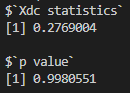 $`Xdc statistics`
[1] 0.2769004
$`p value`
[1] 0.9980551